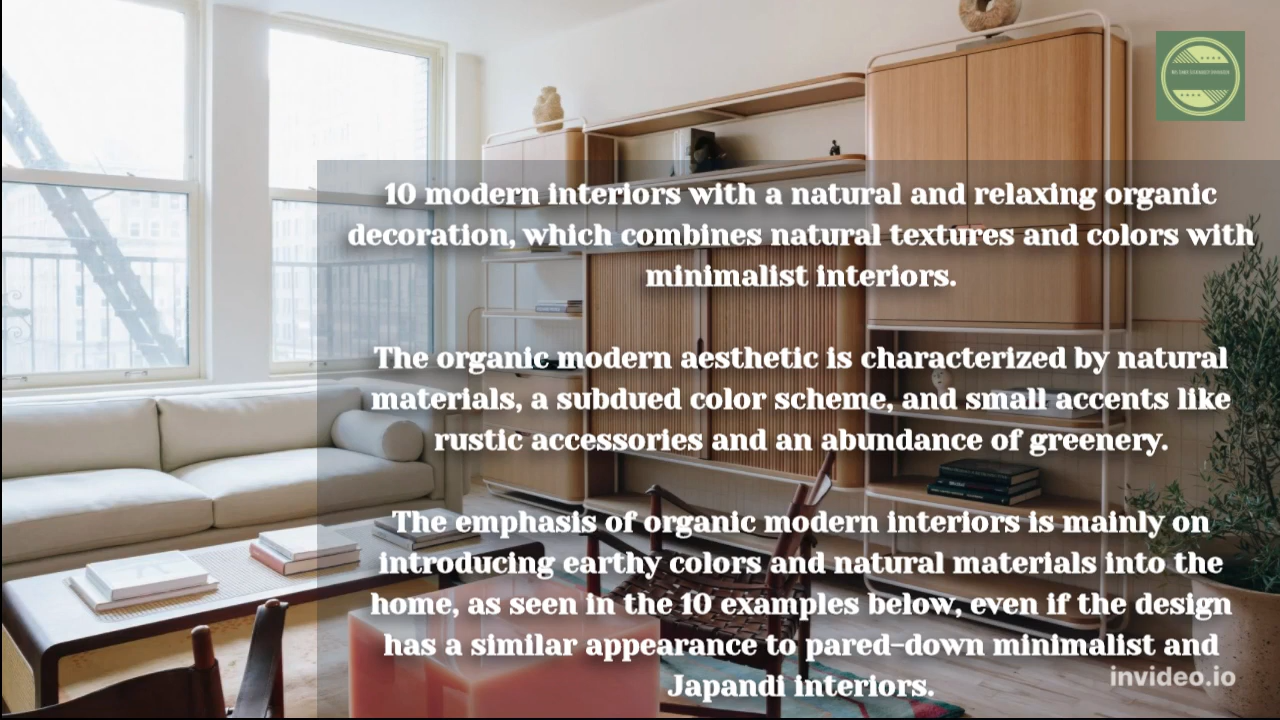 10 modern interiors with a natural and relaxing organic
decoration, which combines natural textures and colors with
minimalist interiors.
The organic modern aesthetic is characterized by natural
materials, a subdued color scheme, and small accents like
rustic accessories and an abundance of greenery.
The emphasis of organic modern interiors is mainly on
introducing earthy colors and natural materials into the
home, as seen in the 10 examples below, even if the design
has a similar appearance to pared-down minimalist and
Japandi interiors.
invideo.io